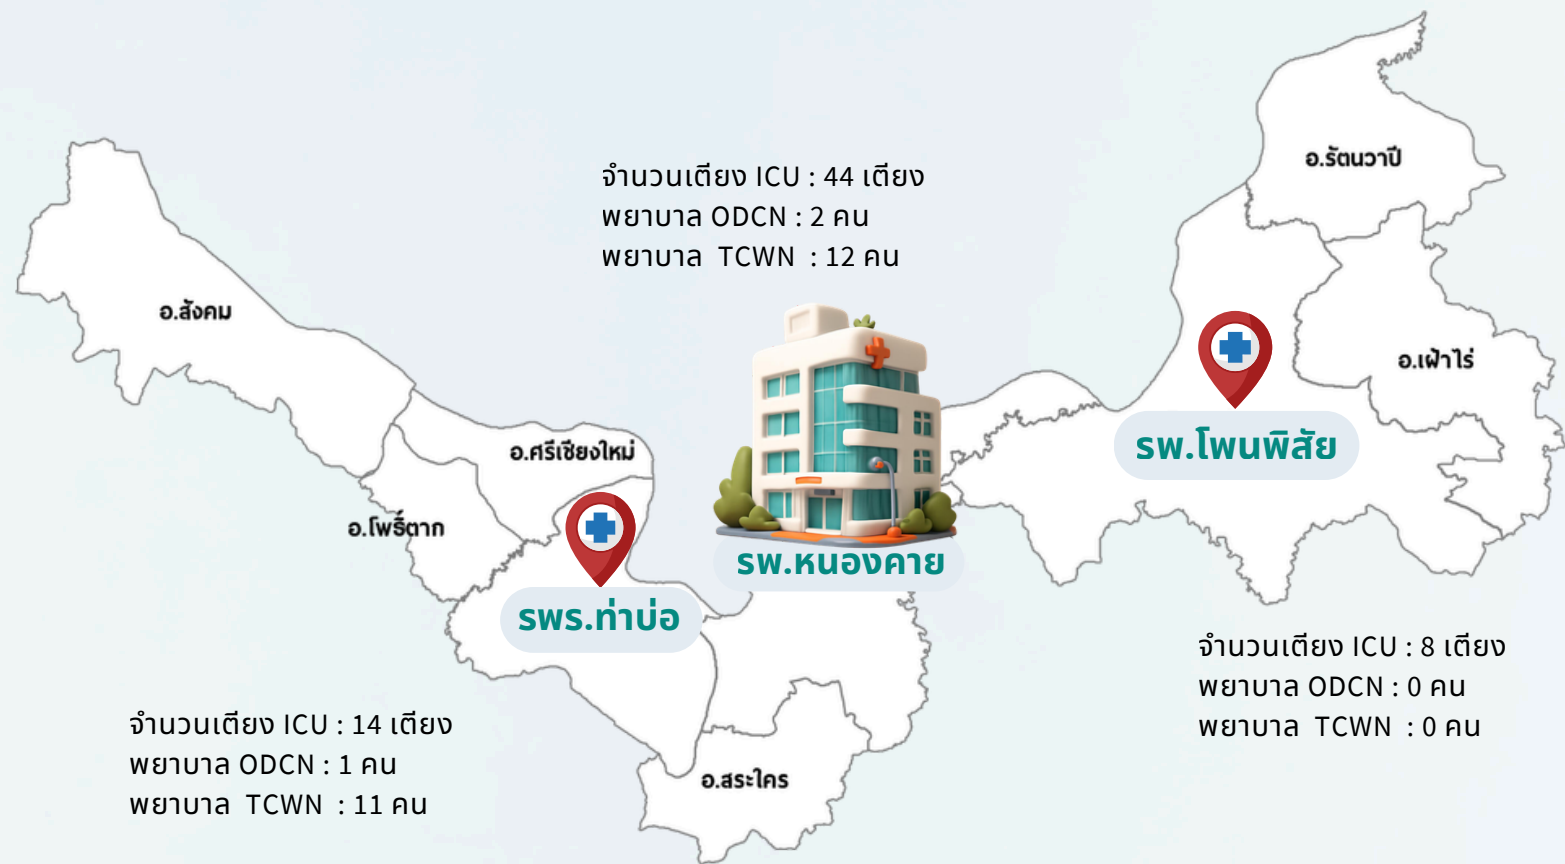 อ.รัตนวาปี
จำนวนเตียง ICU : 44 เตียง
พยาบาล ODCN : 2 คน
พยาบาล TCWN : 12 คน
อ.สังคม
อ.เฝ้าไร่
อ.ศรีเชียงใหม่
รพ.โพนพิสัย
อ.โพธิ์ตาก
รพ.หนองคาย
รพร.ท่าบ่อ
จำนวนเตียง ICU : 8 เตียง
พยาบาล ODCN : 0 คน
พยาบาล TCWN : 0 คน
จำนวนเตียง ICU : 14 เตียง
พยาบาล ODCN : 1 คน
พยาบาล TCWN : 11 คน
อ.สระใคร